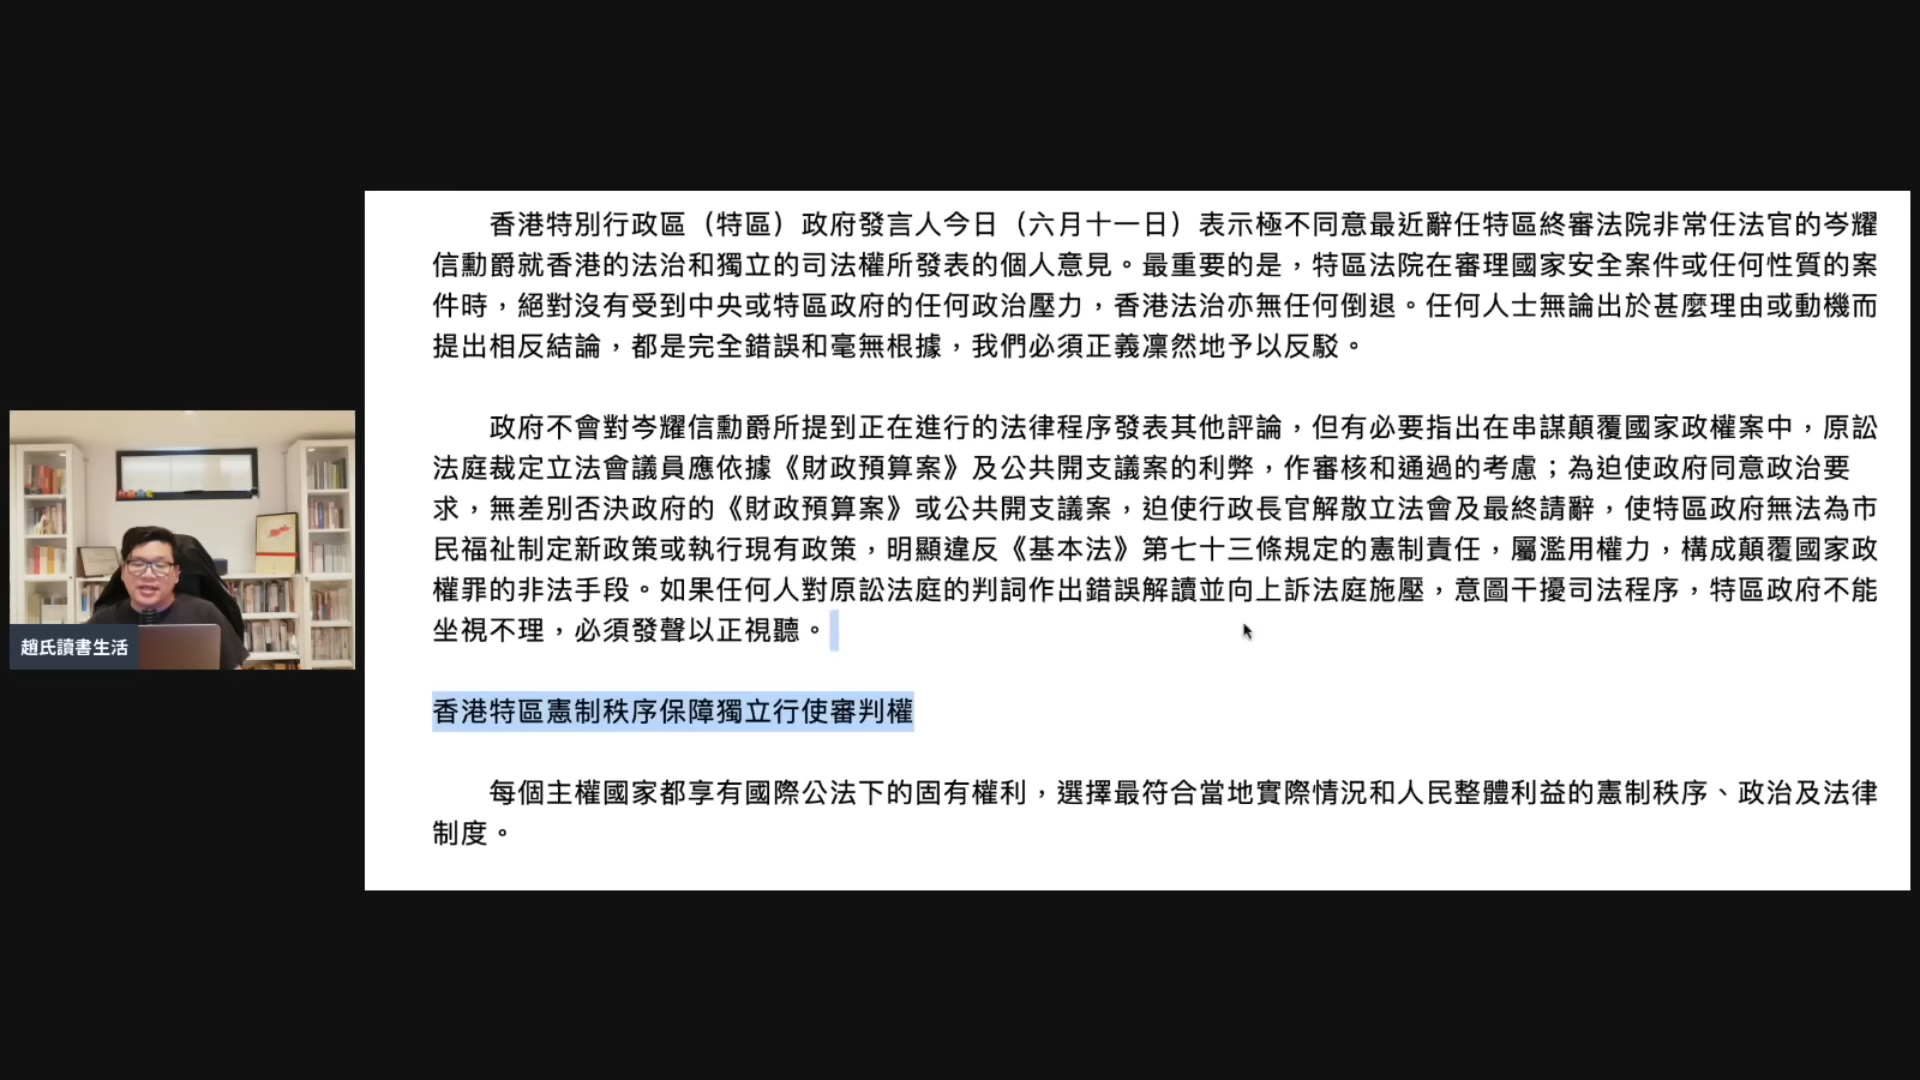 香港特別行政區（特區）政府發言人今日（六月十一日）表示極不同意最近辭任特區終審法院非常任法官的岑耀
信勳爵就香港的法治和獨立的司法權所發表的個人意見。最重要的是，特區法院在審理國家安全案件或任何性質的案
件時，絕對沒有受到中央或特區政府的任何政治壓力，香港法治亦無任何倒退。任何人士無論出於甚麼理由或動機而
提出相反結論，都是完全錯誤和毫無根據，我們必須正義凜然地予以反駁。
政府不會對岑耀信勳爵所提到正在進行的法律程序發表其他評論，但有必要指出在串謀顛覆國家政權案中，原訟
法庭裁定立法會議員應依據《財政預算案》及公共開支議案的利弊，作審核和通過的考慮；為迫使政府同意政治要
求，無差別否決政府的《財政預算案》或公共開支議案，迫使行政長官解散立法會及最終請辭，使特區政府無法為市
民福祉制定新政策或執行現有政策，明顯違反《基本法》第七十三條規定的憲制責任，屬濫用權力，構成顛覆國家政
權罪的非法手段。如果任何人對原訟法庭的判詞作出錯誤解讀並向上訴法庭施壓，意圖干擾司法程序，特區政府不能
坐視不理，必須發聲以正視聽。
香港特區憲制秩序保障獨立行使審判權
每個主權國家都享有國際公法下的固有權利，選擇最符合當地實際情況和人民整體利益的憲制秩序、政治及法律
制度。
趙氏讀書生活